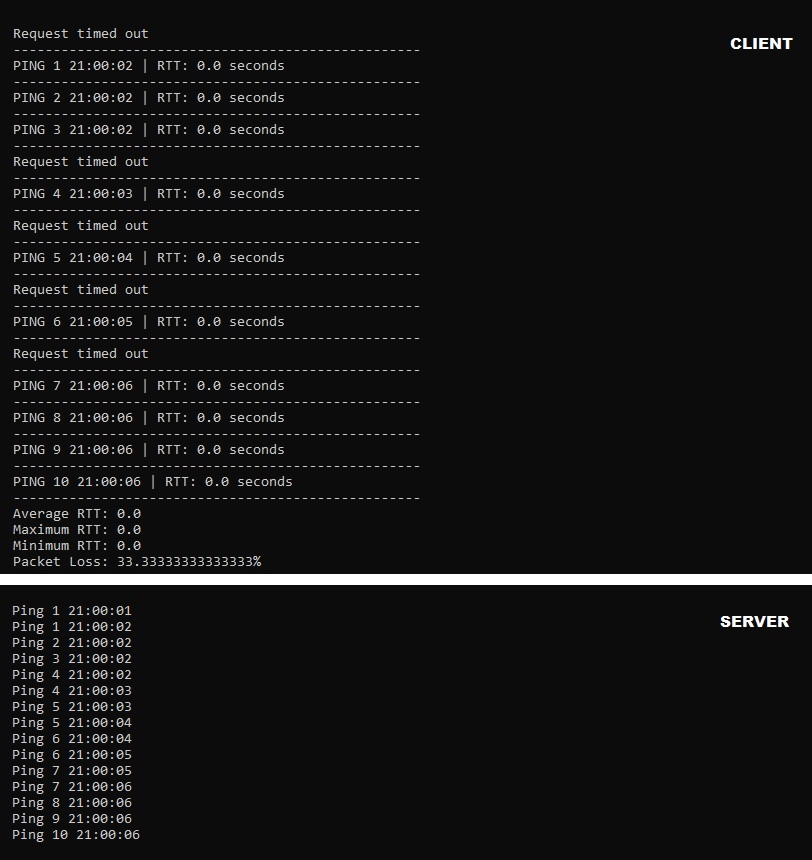 Request timed out
CLIENT
---------------------------------------------------
PING 1 21:00:02 | RTT: 0.0 seconds
---------------------------------------------------
PING 2 21:00:02 | RTT: 0.0 seconds
---------------------------------------------------
PING 3 21:00:02 | RTT: 0.0 seconds
---------------------------------------------------
Request timed out
---------------------------------------------------
PING 4 21:00:03 | RTT: 0.0 seconds
---------------------------------------------------
Request timed out
---------------------------------------------------
PING 5 21:00:04 | RTT: 0.0 seconds
---------------------------------------------------
Request timed out
---------------------------------------------------
PING 6 21:00:05 | RTT: 0.0 seconds
---------------------------------------------------
Request timed out
---------------------------------------------------
PING 7 21:00:06 | RTT: 0.0 seconds
---------------------------------------------------
PING 8 21:00:06 | RTT: 0.0 seconds
---------------------------------------------------
PING 9 21:00:06 | RTT: 0.0 seconds
---------------------------------------------------
PING 10 21:00:06 | RTT: 0.0 seconds
---------------------------------------------------
Average RTT: 0.0
Maximum RTT: 0.0
Minimum RTT: 0.0
Packet Loss: 33.33333333333333%
Ping 1 21:00:01
SERVER
Ping 1 21:00:02
Ping 2 21:00:02
Ping 3 21:00:02
Ping 4 21:00:02
Ping 4 21:00:03
Ping 5 21:00:03
Ping 5 21:00:04
Ping 6 21:00:04
Ping 6 21:00:05
Ping 7 21:00:05
Ping 7 21:00:06
Ping 8 21:00:06
Ping 9 21:00:06
Ping 10 21:00:06